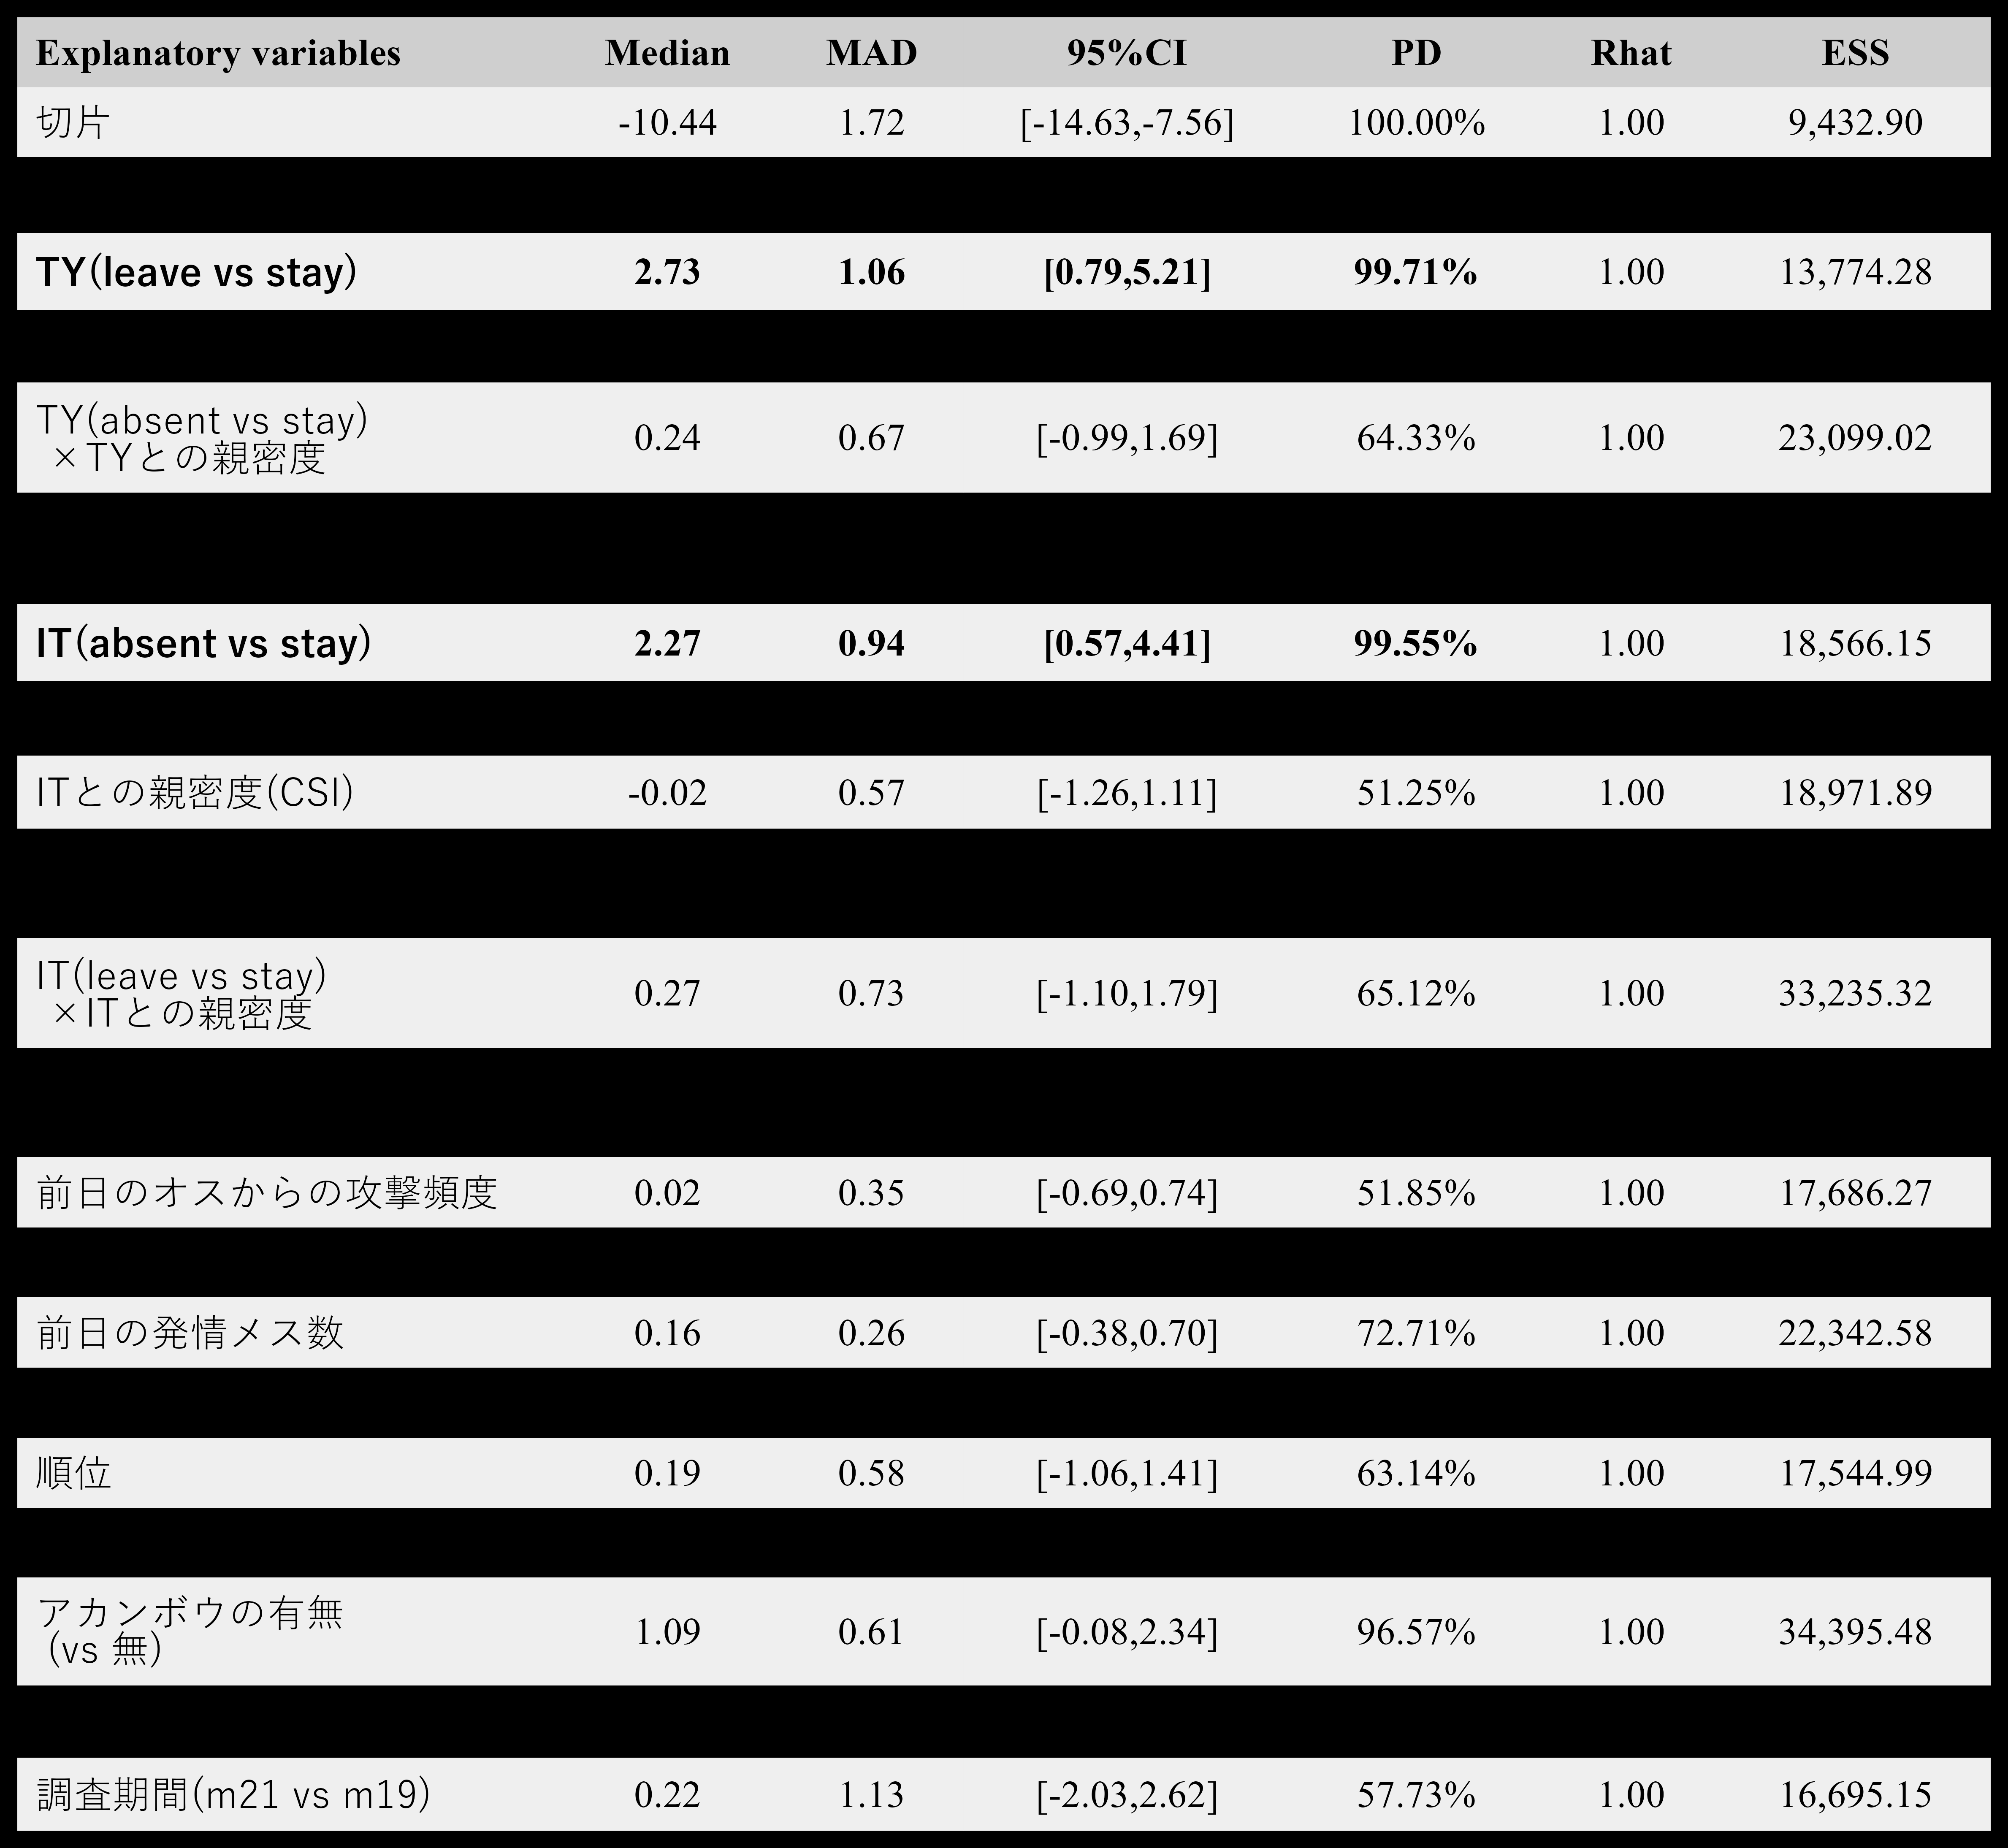 Explanatory variables Median MAD 95%CI PD Rhat ESS
切片 -10.44 1.72 [-14.63,-7.56] 100.00% 1.00 9,432.90
TY(leave vs stay) 2.73 1.06 [0.79,5.21] 99.71% 1.00 13,774.28
TY(absent vs stay)
×TYとの親密度 0.24 0.67 [-0.99,1.69] 64.33% 1.00 23,099.02
IT(absent vs stay) 2.27 0.94 [0.57,4.41] 99.55% 1.00 18,566.15
ITとの親密度(CSI) -0.02 0.57 [-1.26,1.11] 51.25% 1.00 18,971.89
IT(leave vs stay)
×ITとの親密度 0.27 0.73 [-1.10,1.79] 65.12% 1.00 33,235.32
前日のオスからの攻撃頻度 0.02 0.35 [-0.69,0.74] 51.85% 1.00 17,686.27
前日の発情メス数 0.16 0.26 [-0.38,0.70] 72.71% 1.00 22,342.58
順位 0.19 0.58 [-1.06,1.41] 63.14% 1.00 17,544.99
アカンボウの有無
(vs 無) 1.09 0.61 [-0.08,2.34] 96.57% 1.00 34,395.48
調査期間(m21 vs m19) 0.22 1.13 [-2.03,2.62] 57.73% 1.00 16,695.15